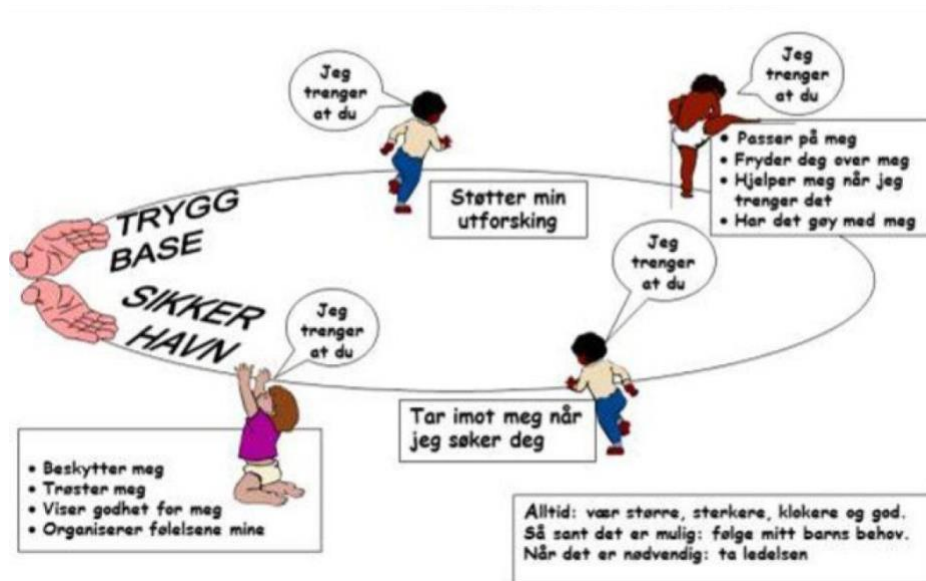 Jeg
trenger
at du
Jeg
trenger
at du
• Passer på meg
• Fryder deg over meg
• Hjelper meg når jeg
trenger det
• Har det gøy med meg
Støtter min
utforsking
TRYGG
BASE
SIKKER
HAVN
Jeg
trenger
at du
Jeg
trenger
at du
Tar imot meg når
jeg søker deg
• Beskytter meg
• Trøster meg
• Viser godhet for meg
• Organiserer følelsene mine
Alltid: vær større, sterkere, klokere og god.
Så sant det er mulig: følge mitt barns behov.
Når det er nødvendig: ta ledelsen